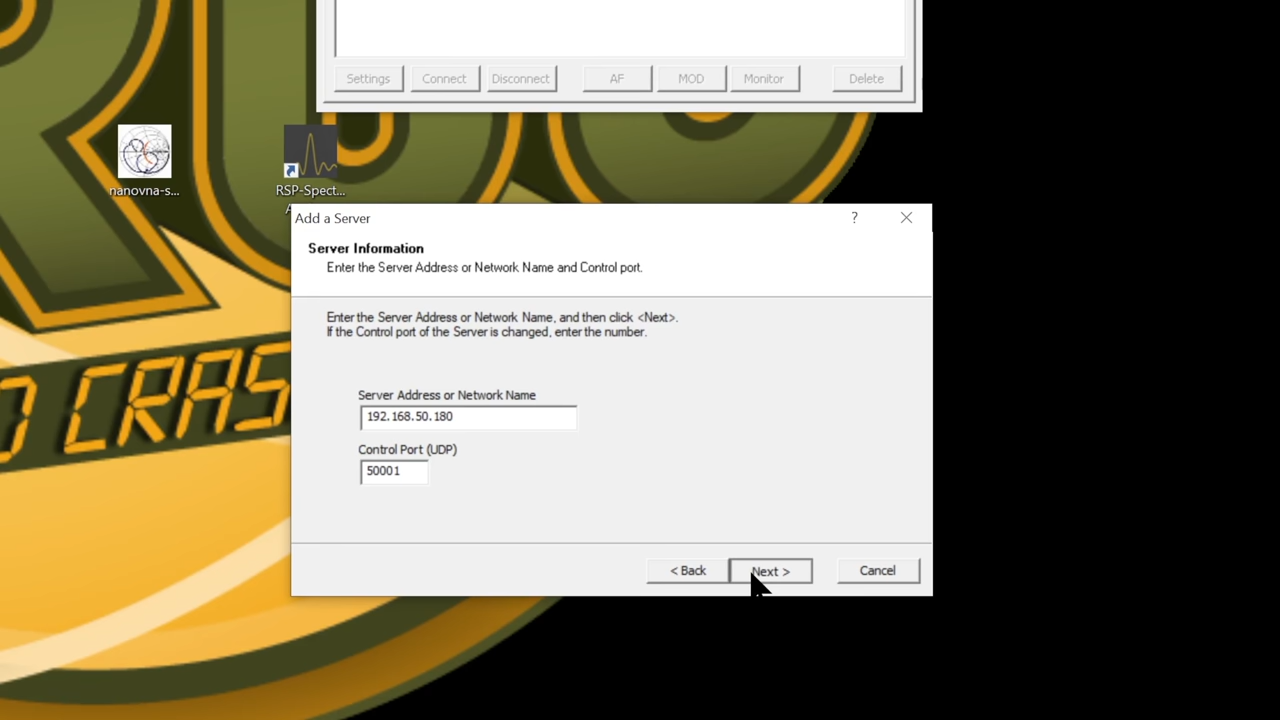 Settings
Connect
Disconnect
AF
MOD
Monitor
Delete
nanovna-s...
RSP-Spect...
Add a Server
?
Server Information
Enter the Server Address or Network Name and Control port.
Enter the Server Address or Network Name, and then click <Next>.
If the Control port of the Server is changed, enter the number.
CRAS
Server Address or Network Name
192.168.50.180
Control Port (UDP)
50001
< Back
Next >
Cancel